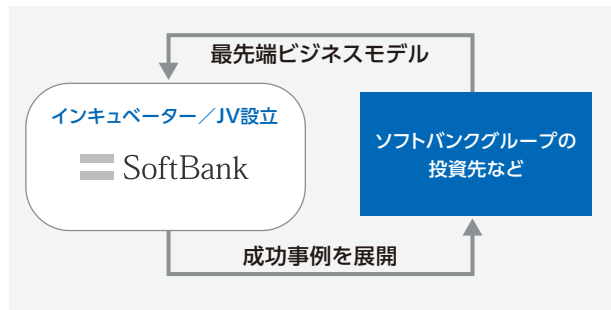 最先端ビジネスモデル
インキュベーター／JV設立
SoftBank
ソフトバンクグループの
投資先など
成功事例を展開